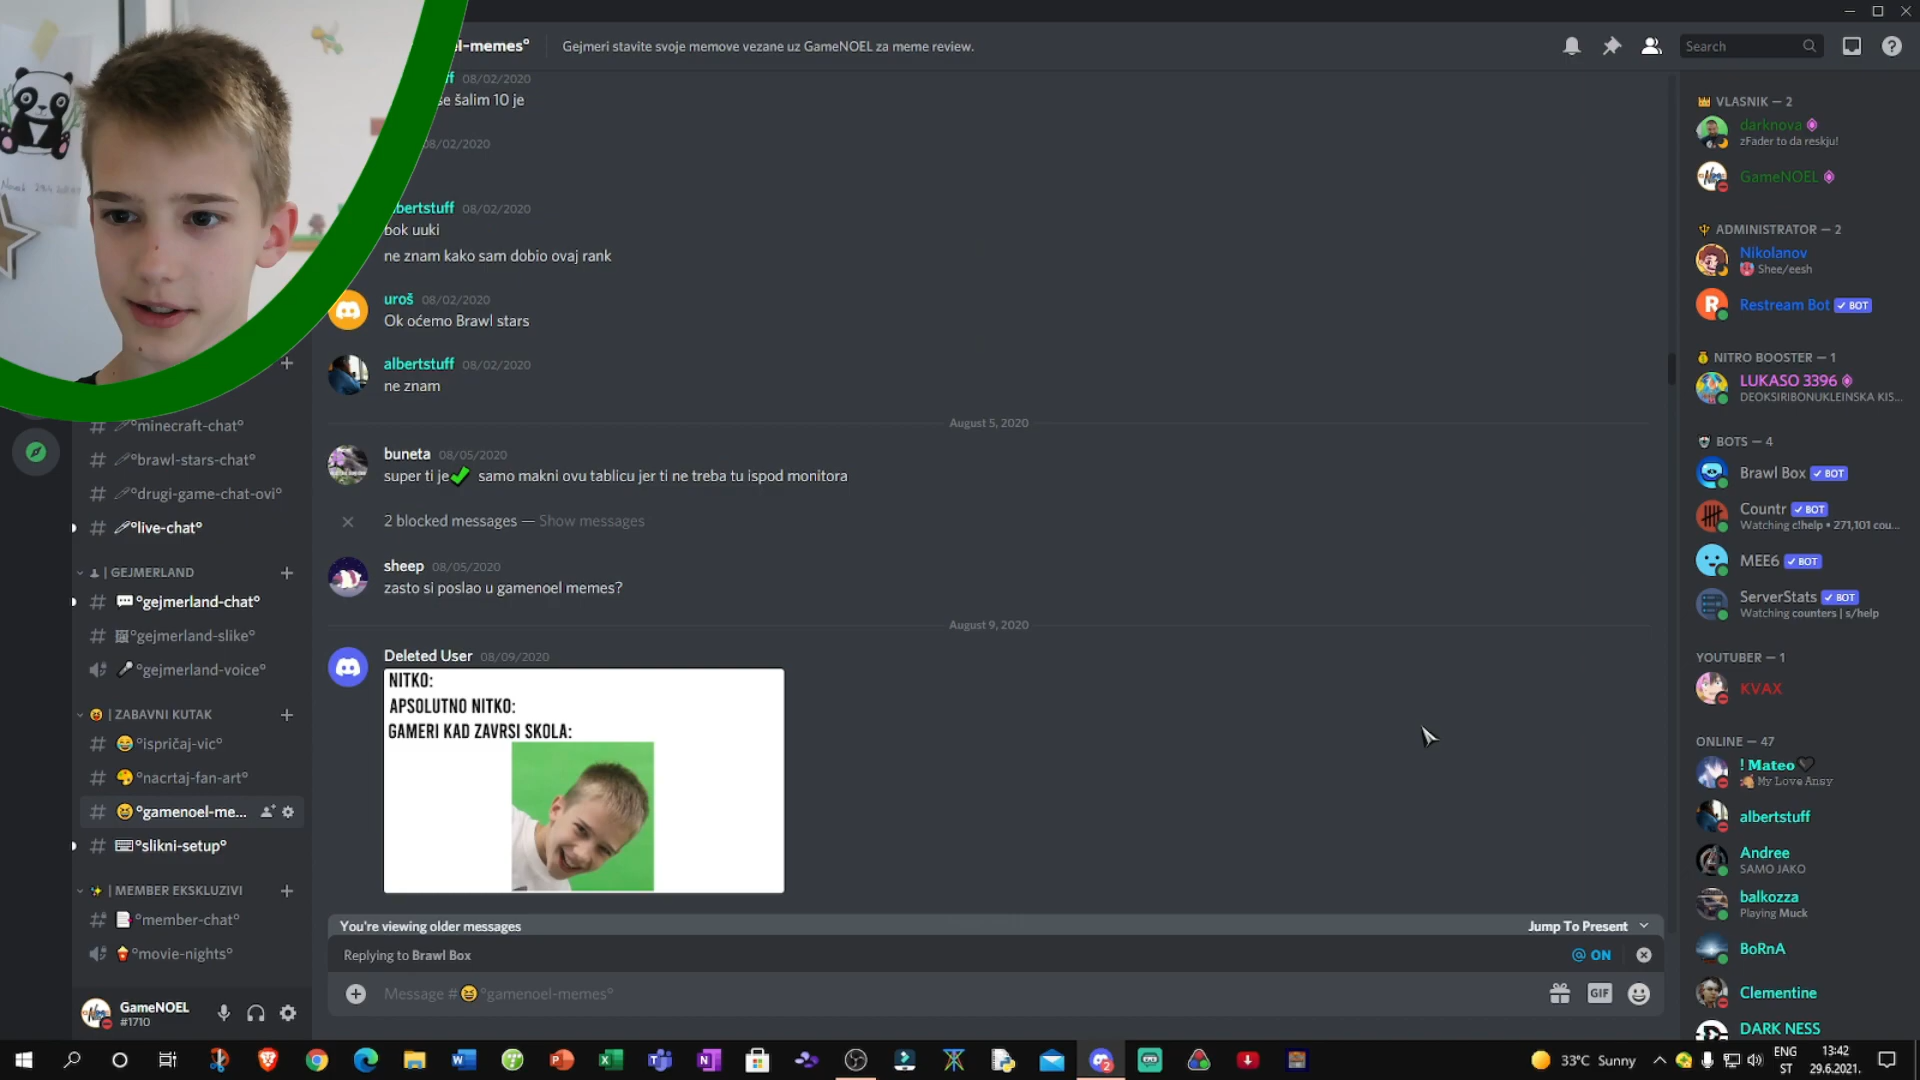 el-memes°
Gejmeri stavite svoje memove vezane uz GameNOEL za meme review.
Search
ff 08/02/2020
se šalim 10 je
08/02/2020
lbertstuff 08/02/2020
bok uuki
ne znam kako sam dobio ovaj rank
uroš 08/02/2020
Ok oćemo Brawl stars
albertstuff 08/02/2020
ne znam
August 5, 2020
buneta 08/05/2020
super ti je✔ samo makni ovu tablicu jer ti ne treba tu ispod monitora
2 blocked messages — Show messages
sheep 08/05/2020
zasto si poslao u gamenoel memes?
August 9, 2020
Deleted User 08/09/2020
NITKO:
APSOLUTNO NITKO:
GAMERI KAD ZAVRSI SKOLA:
You're viewing older messages
Jump To Present
Replying to Brawl Box
@ ON
Message #😆°gamenoel-memes°
GIF
°minecraft-chat°
°brawl-stars-chat°
°drugi-game-chat-ovi°
°live-chat°
| GEJMERLAND
°gejmerland-chat°
°gejmerland-slike°
°gejmerland-voice°
| ZABAVNI KUTAK
°ispričaj-vic°
°nacrtaj-fan-art°
°gamenoel-me...
°slikni-setup°
| MEMBER EKSKLUZIVI
°member-chat°
°movie-nights°
GameNOEL
#1710
VLASNIK — 2
darknova
zFader to da reskju!
GameNOEL
ADMINISTRATOR — 2
Nikolanov
Shee/eesh
Restream Bot BOT
NITRO BOOSTER — 1
LUKASO 3396
DEOKSIRIBONUKLEINSKA KIS...
BOTS — 4
Brawl Box BOT
Countr BOT
Watching c!help • 271,101 cou...
MEE6 BOT
ServerStats BOT
Watching counters | s/help
YOUTUBER — 1
KVAX
ONLINE — 47
! Mateo
My Love Ansy
albertstuff
Andree
SAMO JAKO
balkozza
Playing Muck
BoRnA
Clementine
DARK NESS
33°C Sunny
ENG
ST
13:42
29.6.2021.